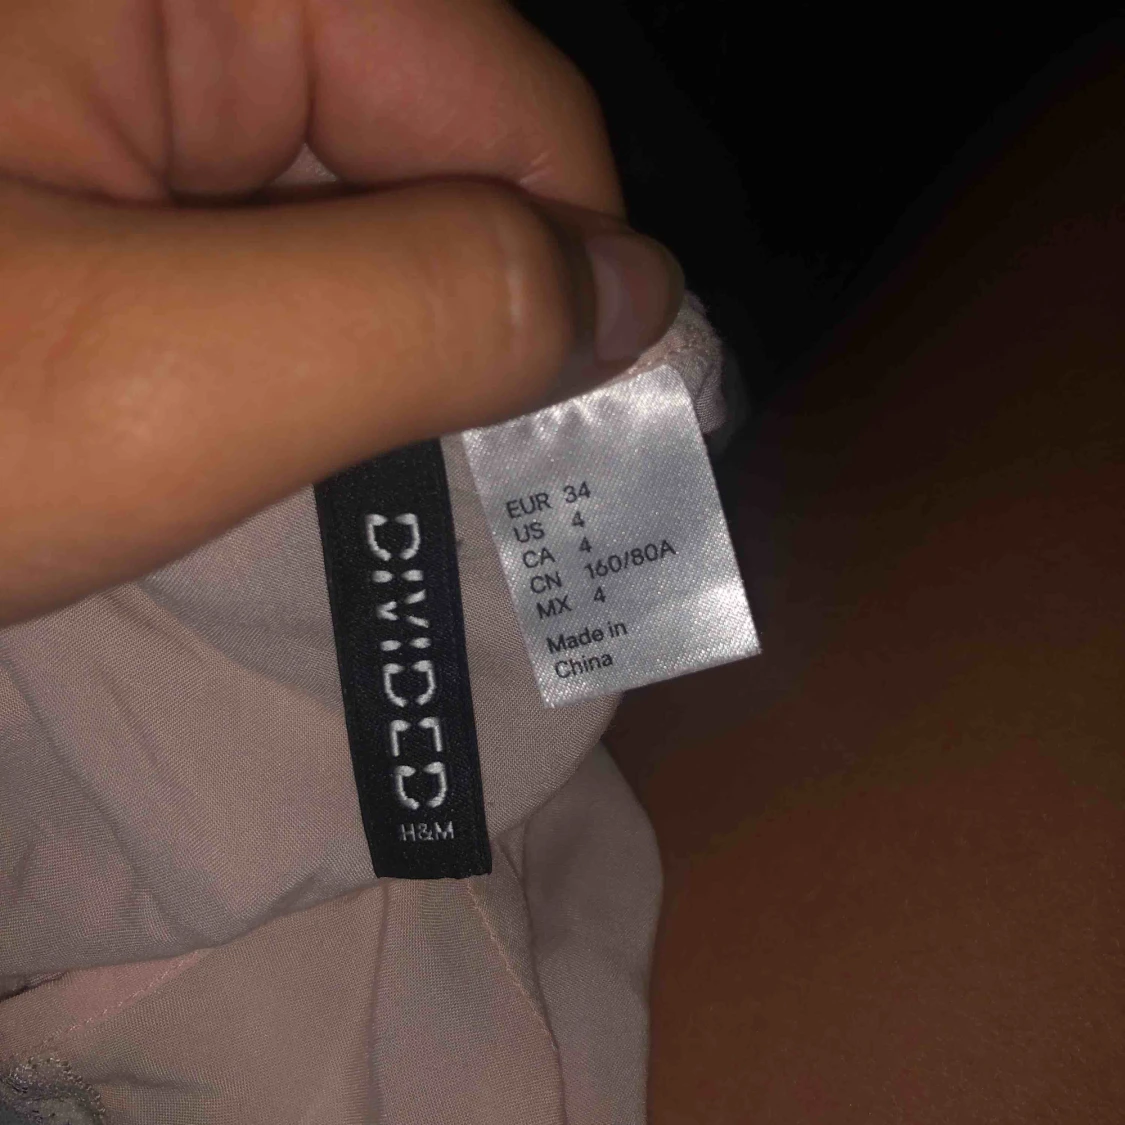 DIVIDED
H&M
EUR 34
US 4
CA 4
CN 160/80A
MX 4
Made in
China